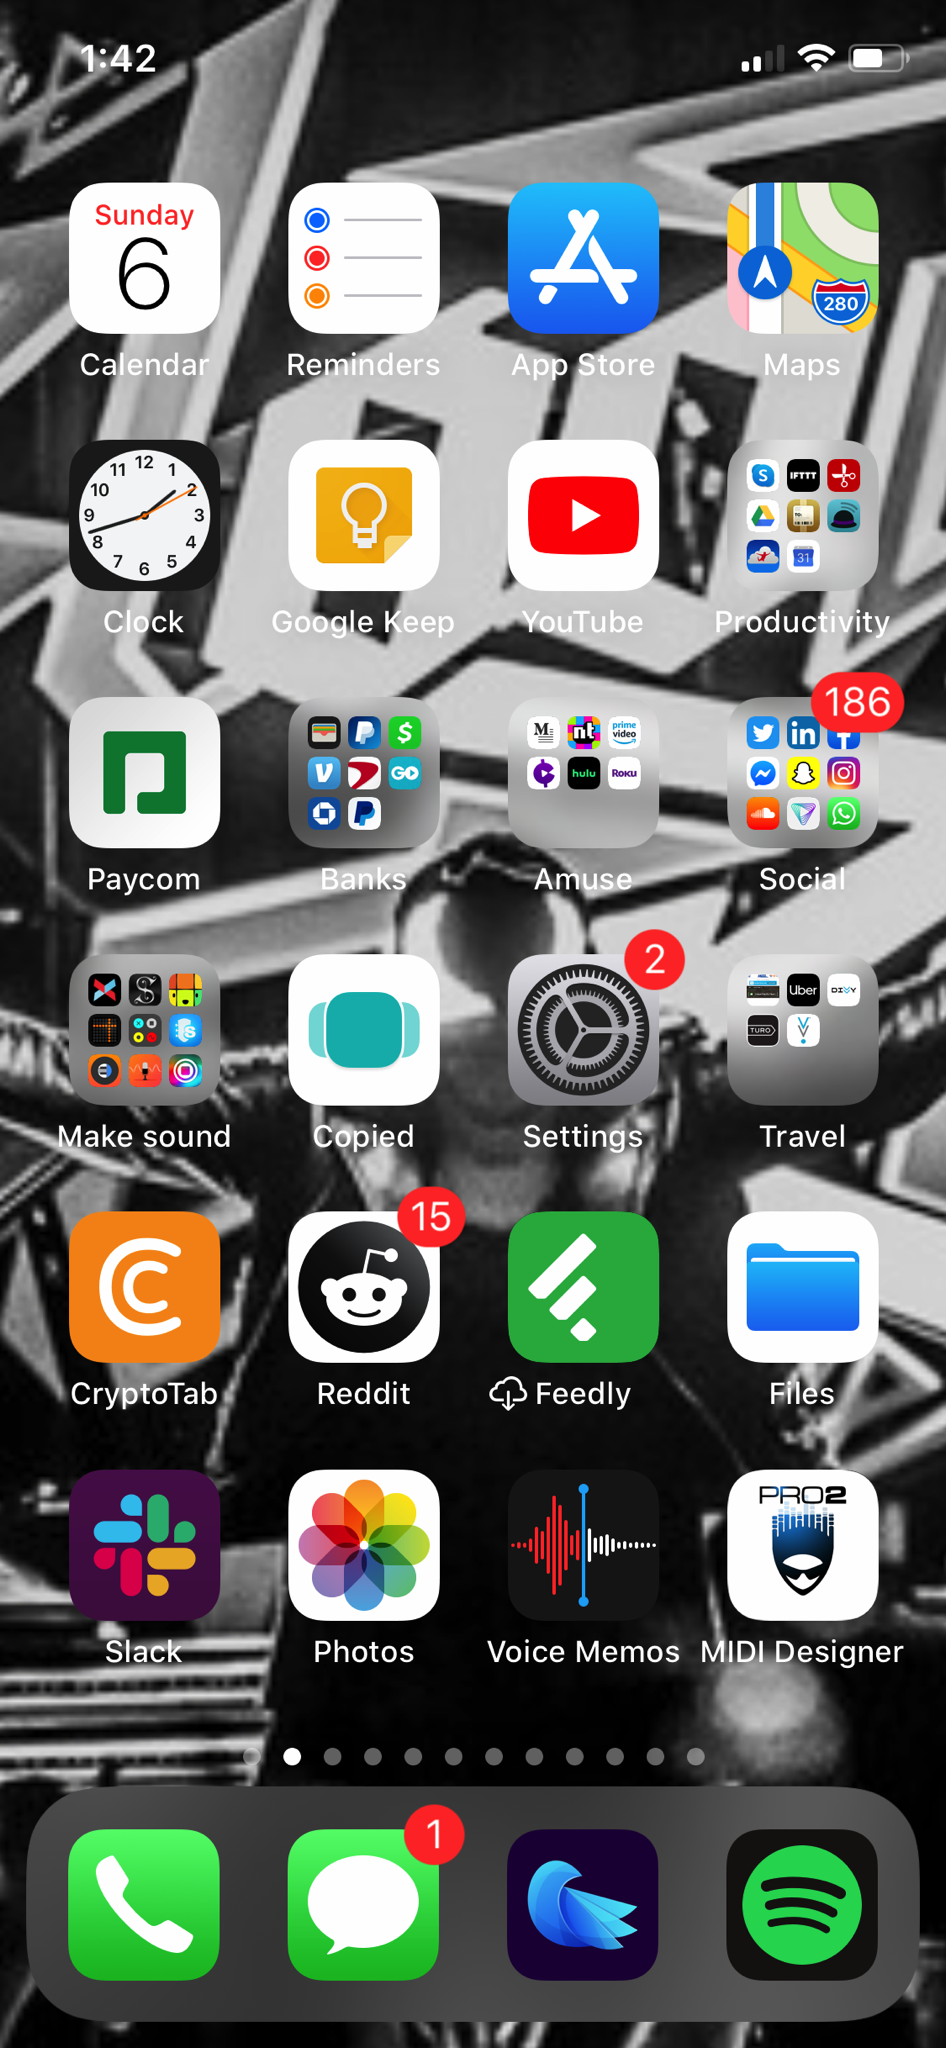 1:42
Sunday
6
280
Calendar
Reminders
App Store
Maps
12
11
1
10
2
9
3
8
4
7
5
6
IFTTT
31
Clock
Google Keep
YouTube
Productivity
186
M
nt
prime video
in
f
$
V
GO
hulu
Roku
Paycom
Banks
Amuse
Social
2
Uber
DIVVY
TURO
Make sound
Copied
Settings
Travel
15
CryptoTab
Reddit
Feedly
Files
PRO2
Slack
Photos
Voice Memos
MIDI Designer
1